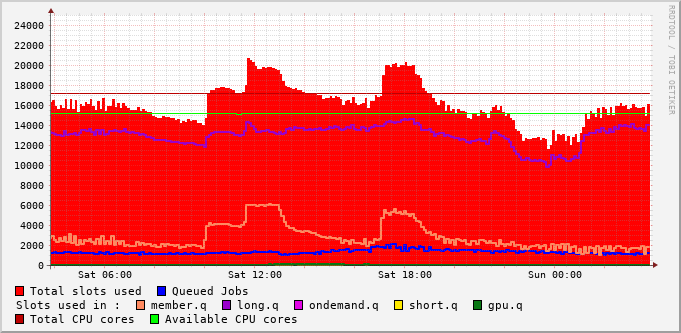 24000
22000
20000
18000
16000
14000
12000
10000
8000
6000
4000
2000
0
Sat 06:00 Sat 12:00 Sat 18:00 Sun 00:00
RRDTOOL / TOBI OETIKER
Total slots used Queued Jobs
Slots used in : member.q long.q ondemand.q short.q gpu.q
Total CPU cores Available CPU cores